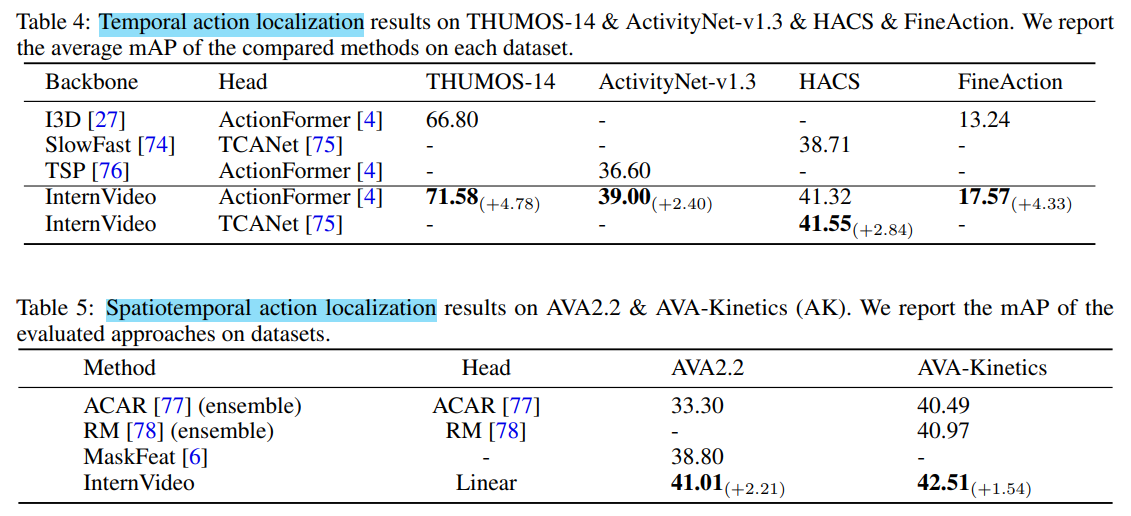 Table 4: Temporal action localization results on THUMOS-14 & ActivityNet-v1.3 & HACS & FineAction. We report
the average mAP of the compared methods on each dataset.
Backbone Head THUMOS-14 ActivityNet-v1.3 HACS FineAction
I3D [27] ActionFormer [4] 66.80 - - 13.24
SlowFast [74] TCANet [75] - - 38.71 -
TSP [76] ActionFormer [4] - 36.60 - -
InternVideo ActionFormer [4] 71.58(+4.78) 39.00(+2.40) 41.32 17.57(+4.33)
InternVideo TCANet [75] - - 41.55(+2.84) -
Table 5: Spatiotemporal action localization results on AVA2.2 & AVA-Kinetics (AK). We report the mAP of the
evaluated approaches on datasets.
Method Head AVA2.2 AVA-Kinetics
ACAR [77] (ensemble) ACAR [77] 33.30 40.49
RM [78] (ensemble) RM [78] - 40.97
MaskFeat [6] - 38.80 -
InternVideo Linear 41.01(+2.21) 42.51(+1.54)